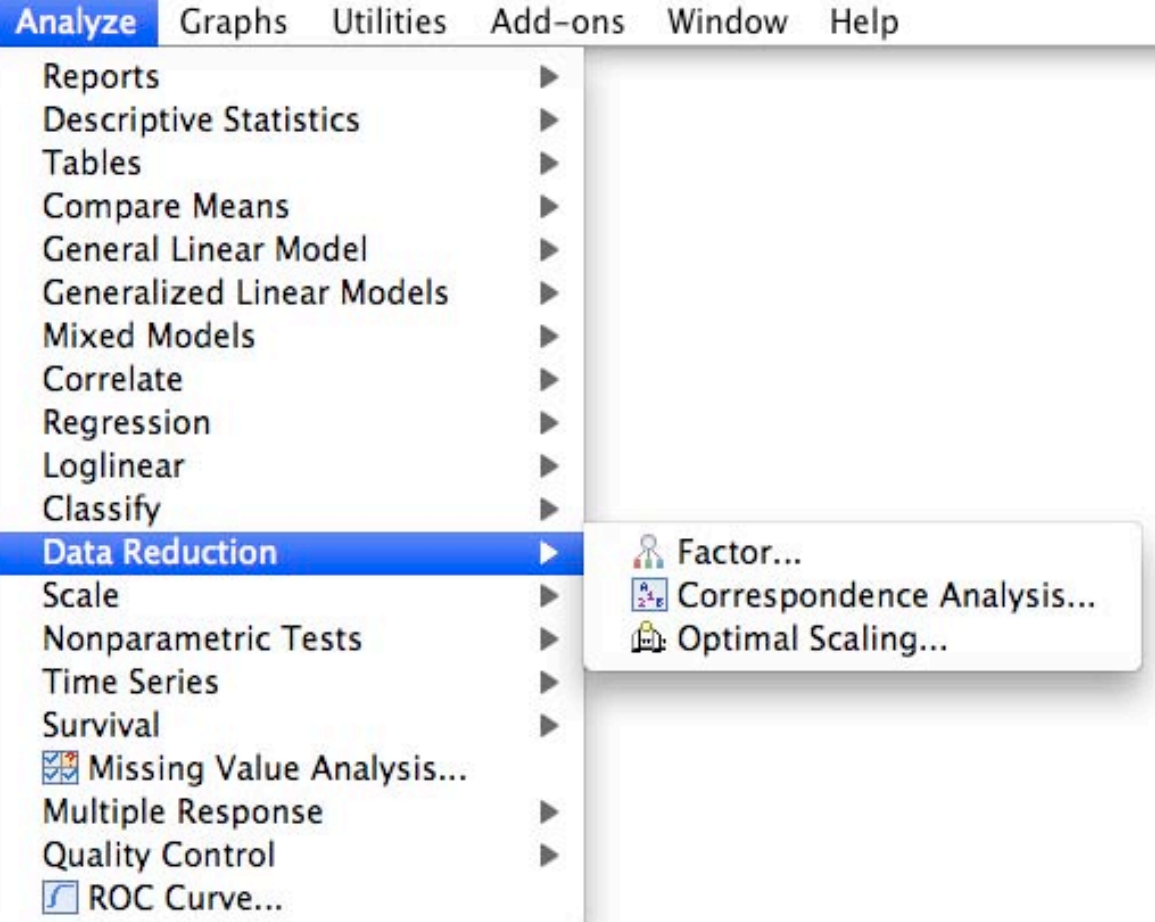 Analyze Graphs Utilities Add-ons Window Help
Reports
Descriptive Statistics
Tables
Compare Means
General Linear Model
Generalized Linear Models
Mixed Models
Correlate
Regression
Loglinear
Classify
Data Reduction
Factor...
Correspondence Analysis...
Optimal Scaling...
Scale
Nonparametric Tests
Time Series
Survival
Missing Value Analysis...
Multiple Response
Quality Control
ROC Curve...